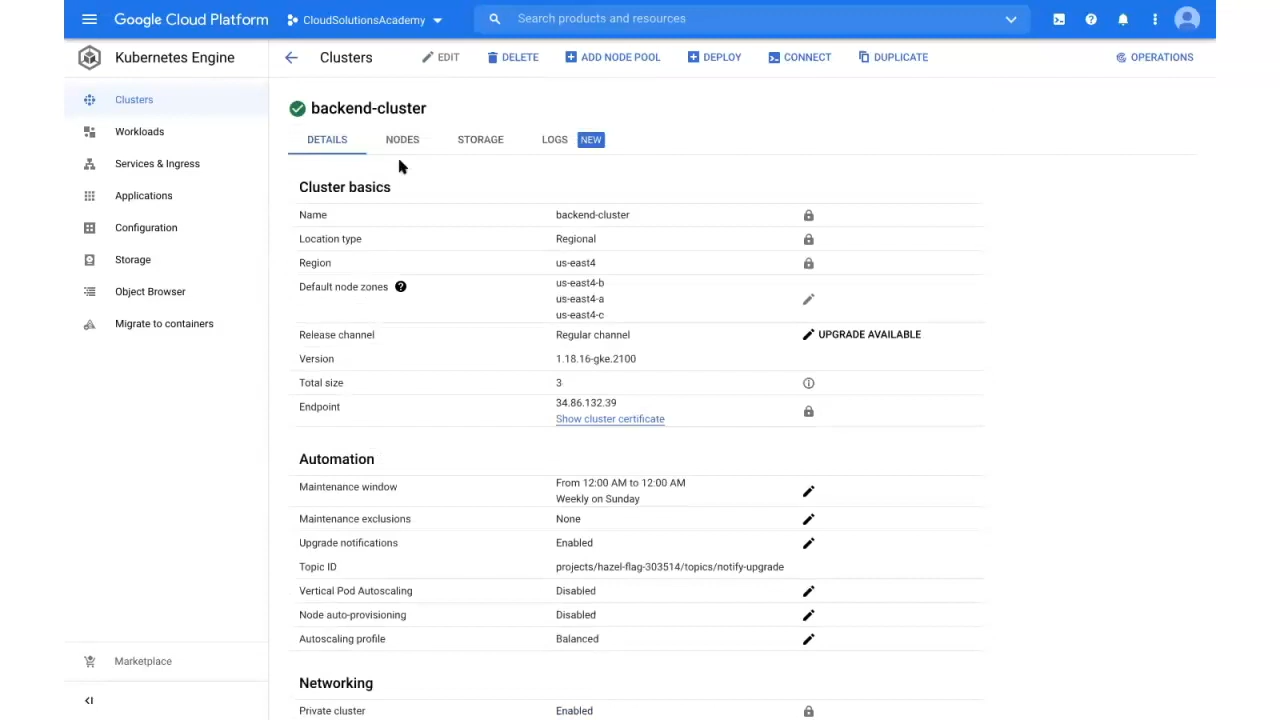 Google Cloud Platform
CloudSolutionsAcademy
Search products and resources
Kubernetes Engine
Clusters
EDIT
DELETE
ADD NODE POOL
DEPLOY
CONNECT
DUPLICATE
OPERATIONS
Clusters
Workloads
Services & Ingress
Applications
Configuration
Storage
Object Browser
Migrate to containers
Marketplace
backend-cluster
DETAILS NODES STORAGE LOGS NEW
Cluster basics
Name backend-cluster
Location type Regional
Region us-east4
Default node zones us-east4-b
us-east4-a
us-east4-c
Release channel Regular channel UPGRADE AVAILABLE
Version 1.18.16-gke.2100
Total size 3
Endpoint 34.86.132.39
Show cluster certificate
Automation
Maintenance window From 12:00 AM to 12:00 AM
Weekly on Sunday
Maintenance exclusions None
Upgrade notifications Enabled
Topic ID projects/hazel-flag-303514/topics/notify-upgrade
Vertical Pod Autoscaling Disabled
Node auto-provisioning Disabled
Autoscaling profile Balanced
Networking
Private cluster Enabled